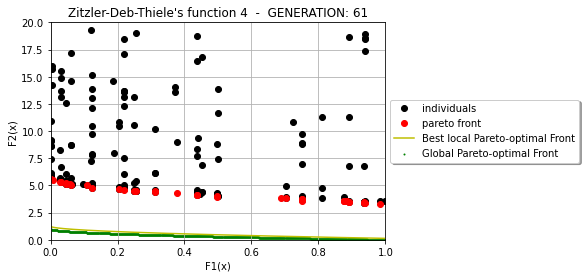 Zitzler-Deb-Thiele's function 4 - GENERATION: 61
20.0
17.5
15.0
12.5
10.0
7.5
5.0
2.5
0.0
F2(x)
0.0 0.2 0.4 0.6 0.8 1.0
F1(x)
individuals
pareto front
Best local Pareto-optimal Front
Global Pareto-optimal Front